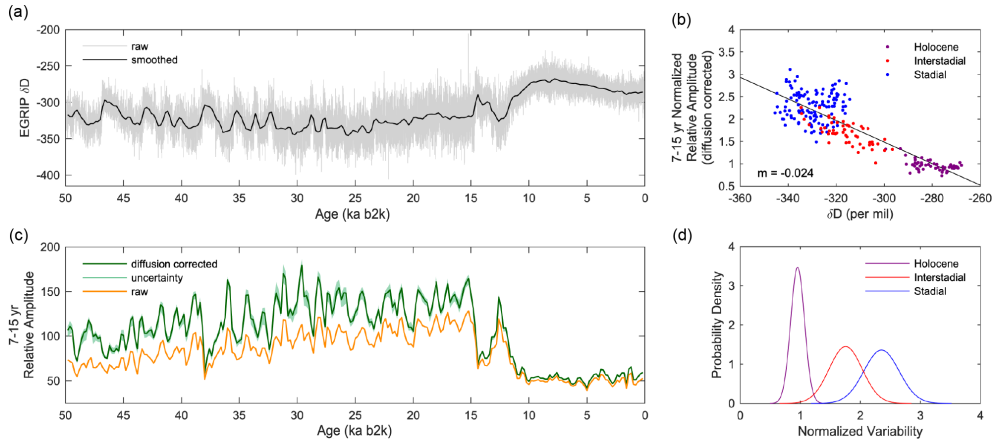 (a)
EGRIP δD
-200
-250
-300
-350
-400
raw
smoothed
50 45 40 35 30 25 20 15 10 5 0
Age (ka b2k)
(b)
7-15 yr Normalized
Relative Amplitude
(diffusion corrected)
4
3.5
3
2.5
2
1.5
1
0.5
Holocene
Interstadial
Stadial
m = -0.024
-360 -340 -320 -300 -280 -260
δD (per mil)
(c)
7-15 yr
Relative Amplitude
200
150
100
50
diffusion corrected
uncertainty
raw
50 45 40 35 30 25 20 15 10 5 0
Age (ka b2k)
(d)
Probability Density
4
3
2
1
0
Holocene
Interstadial
Stadial
0 1 2 3 4
Normalized Variability